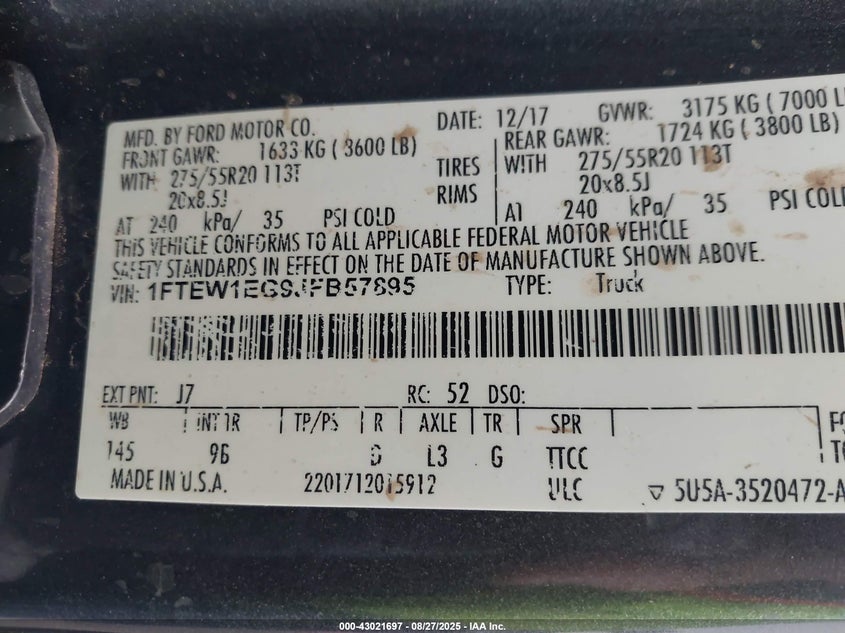 MFD. BY FORD MOTOR CO. DATE: 12/17 GVWR: 3175 KG ( 7000 L
FRONT GAWR: 1633 KG ( 3600 LB) REAR GAWR: 1724 KG ( 3800 LB)
WITH 275/55R20 113T TIRES WITH 275/55R20 113T
20x8.5J RIMS 20x8.5J
AT 240 kPa/ 35 PSI COLD AT 240 kPa/ 35 PSI COL
THIS VEHICLE CONFORMS TO ALL APPLICABLE FEDERAL MOTOR VEHICLE
SAFETY STANDARDS IN EFFECT ON THE DATE OF MANUFACTURE SHOWN ABOVE.
VIN: TYPE: Truck
EXT PNT: J7 RC: 52 DSO:
WB INT TR TP/PS R AXLE TR SPR
145 L3 G TTCC
MADE IN U.S.A. 2201712015912 ULC 5U5A-3520472-A
000-43021697 - 08/27/2025 - IAA Inc.